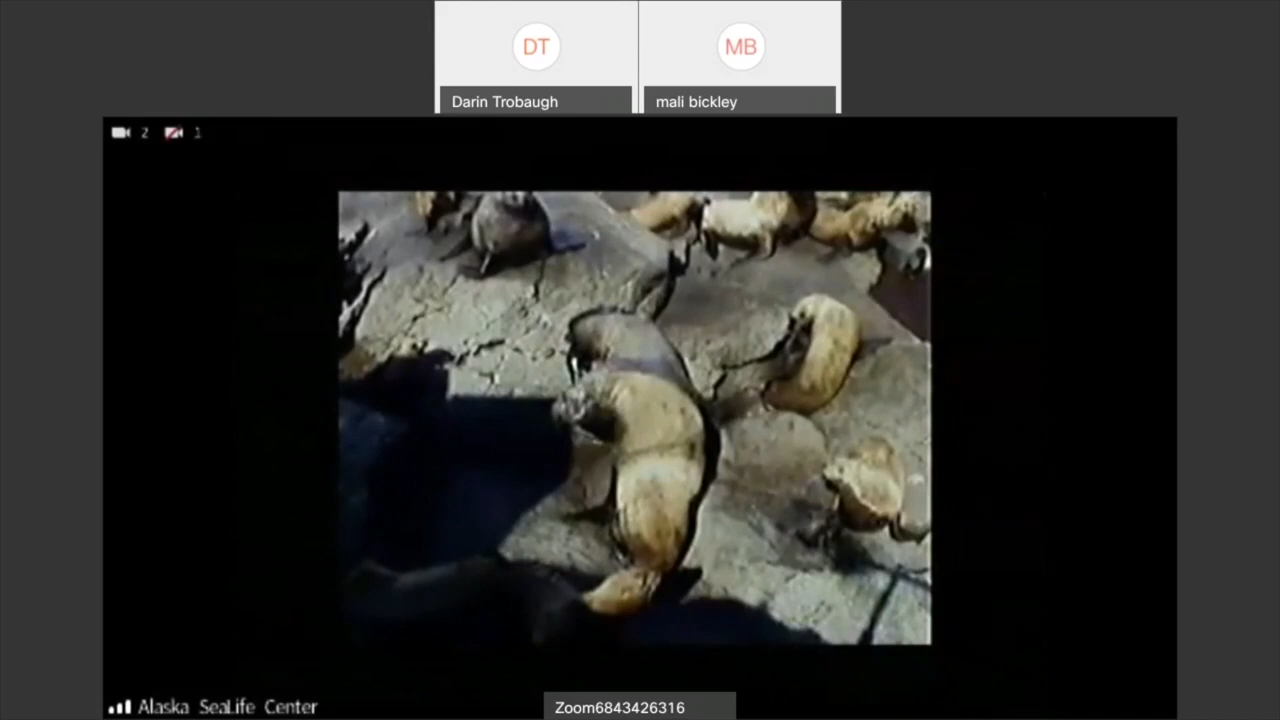 DT
MB
Darin Trobaugh
mali bickley
2
1
Alaska SeaLife Center
Zoom6843426316